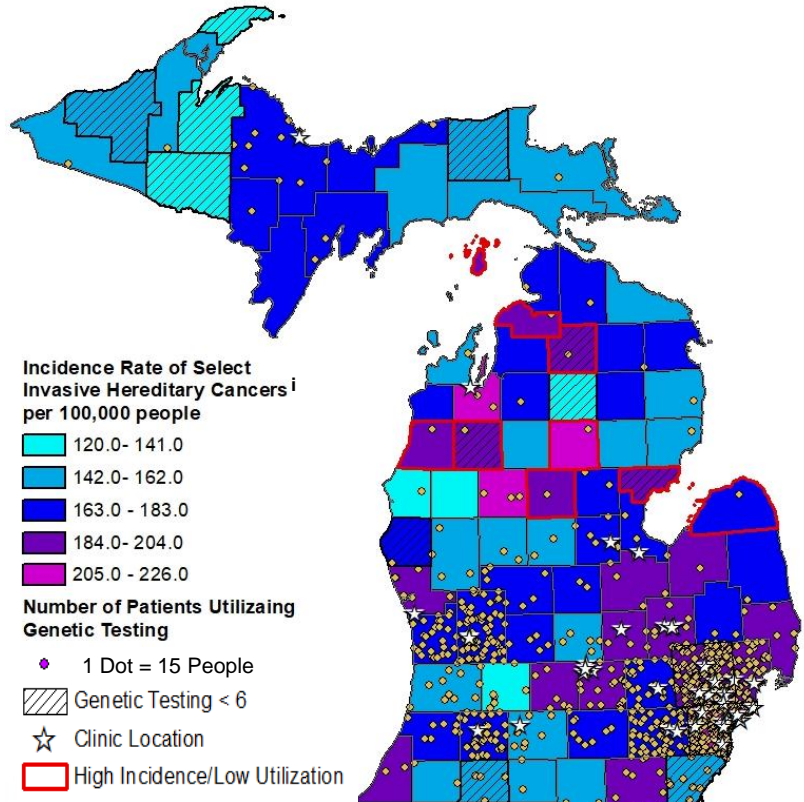 Incidence Rate of Select
Invasive Hereditary Cancers i
per 100,000 people
120.0- 141.0
142.0- 162.0
163.0 - 183.0
184.0- 204.0
205.0 - 226.0
Number of Patients Utilizaing
Genetic Testing
1 Dot = 15 People
Genetic Testing < 6
Clinic Location
High Incidence/Low Utilization